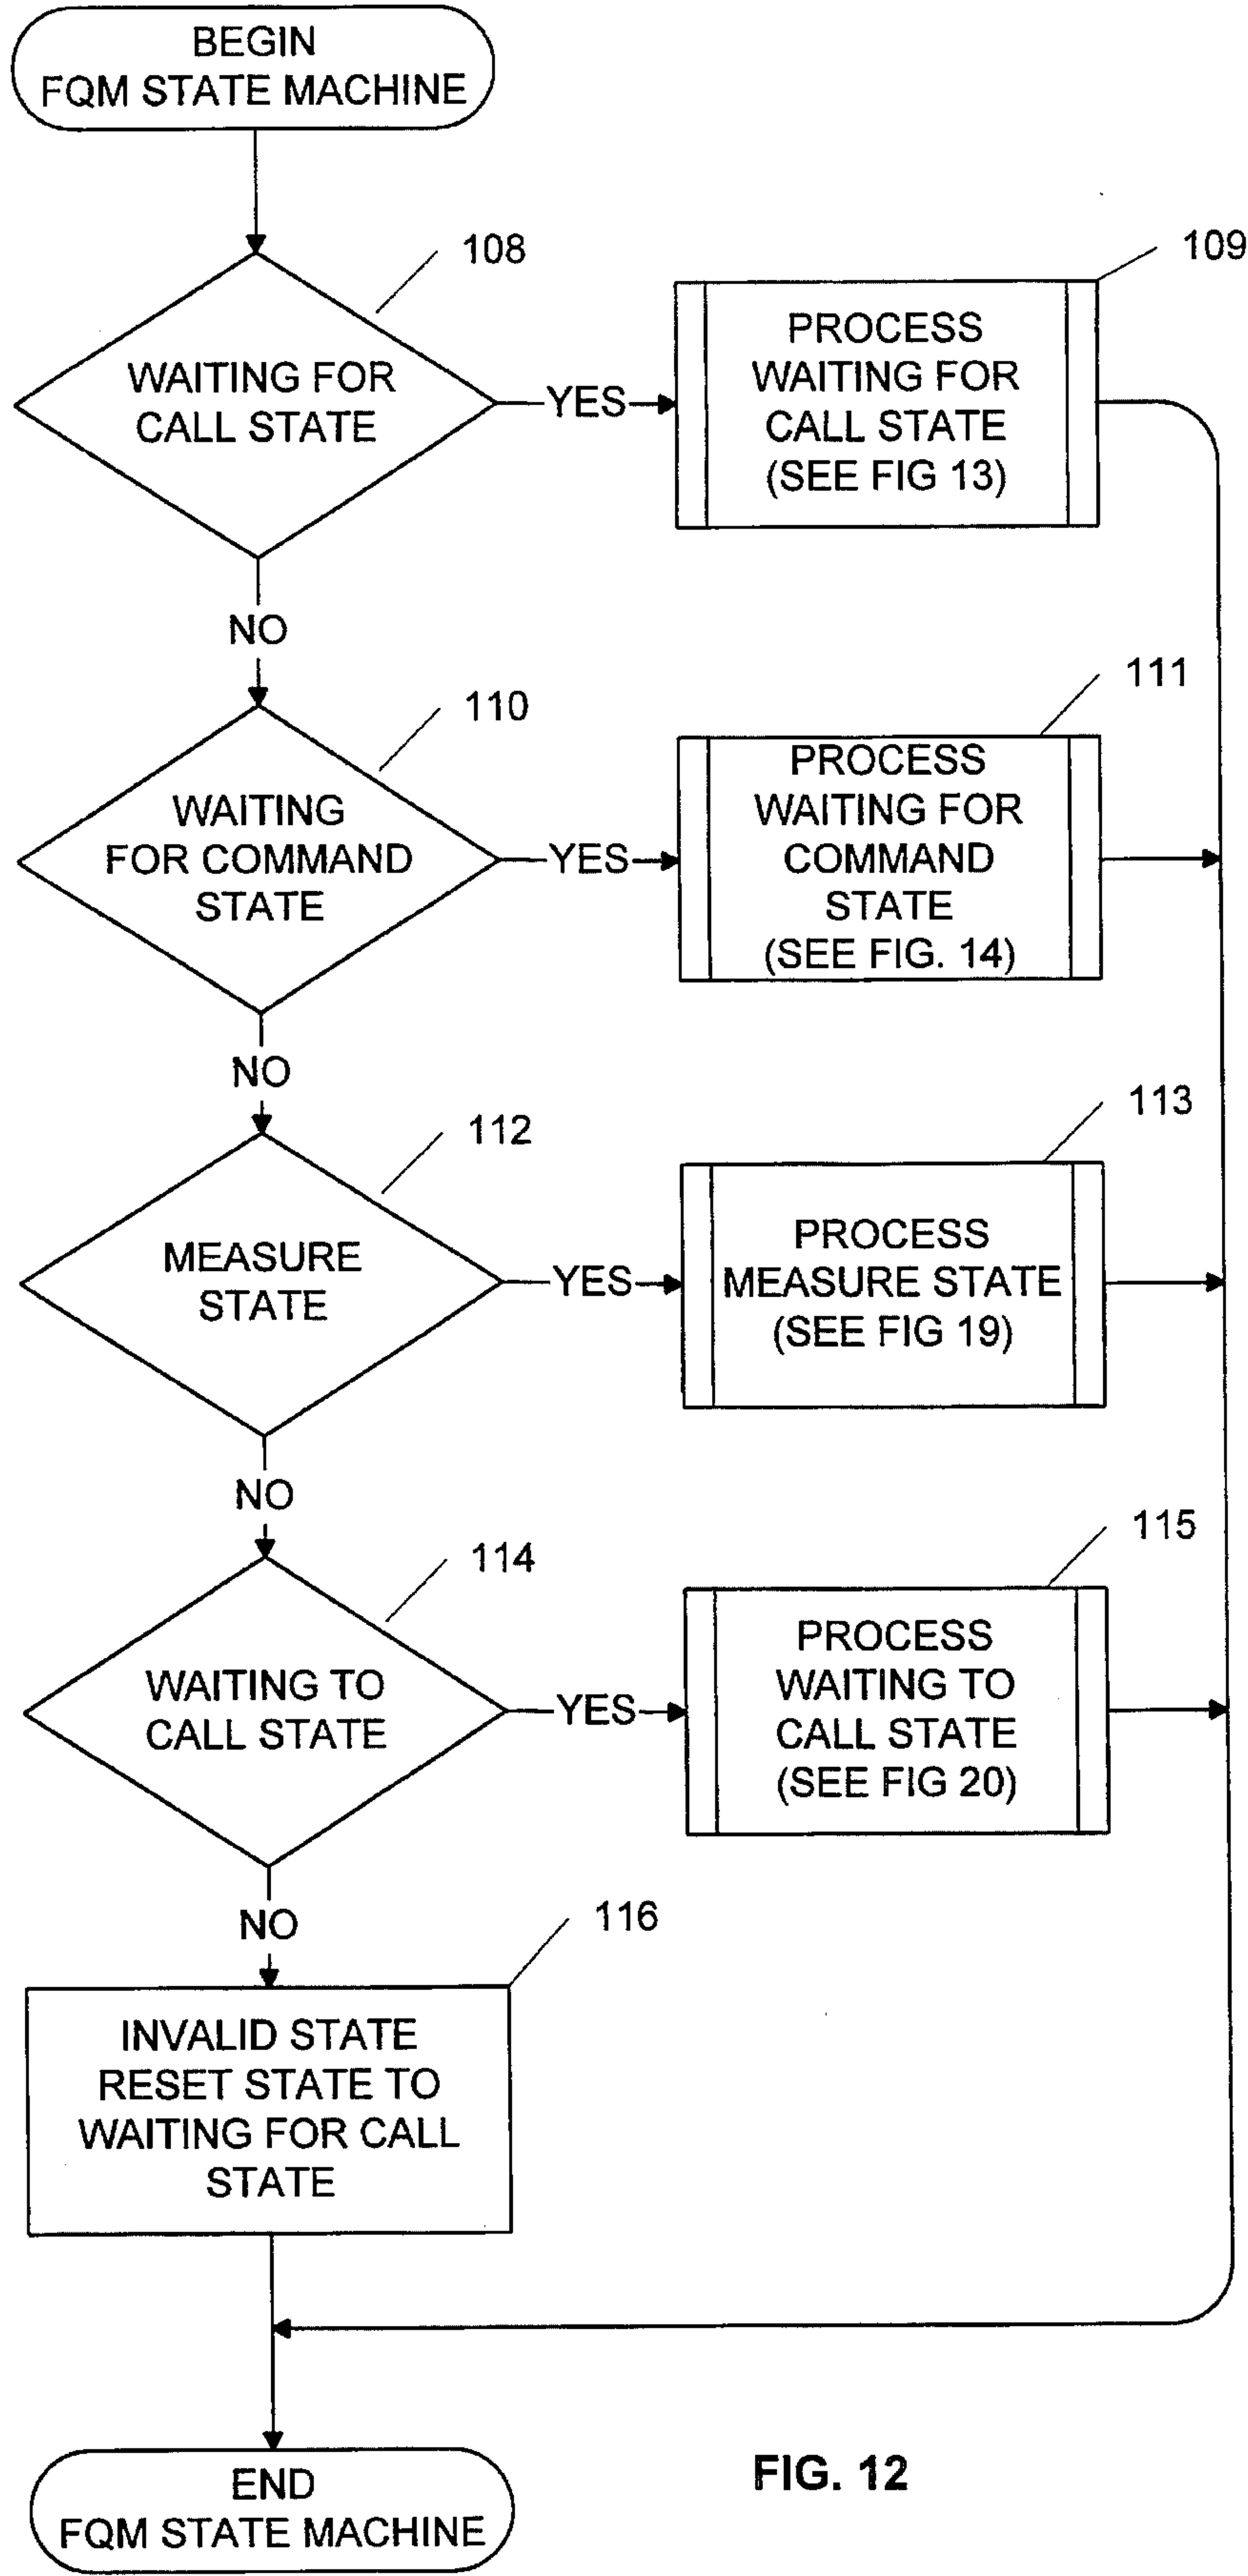 BEGIN
FQM STATE MACHINE
108
109
WAITING FOR
CALL STATE
YES
PROCESS
WAITING FOR
CALL STATE
(SEE FIG 13)
NO
110
111
WAITING
FOR COMMAND
STATE
YES
PROCESS
WAITING FOR
COMMAND
STATE
(SEE FIG. 14)
NO
112
113
MEASURE
STATE
YES
PROCESS
MEASURE STATE
(SEE FIG 19)
NO
114
115
WAITING TO
CALL STATE
YES
PROCESS
WAITING TO
CALL STATE
(SEE FIG 20)
NO
116
INVALID STATE
RESET STATE TO
WAITING FOR CALL
STATE
END
FQM STATE MACHINE
FIG. 12